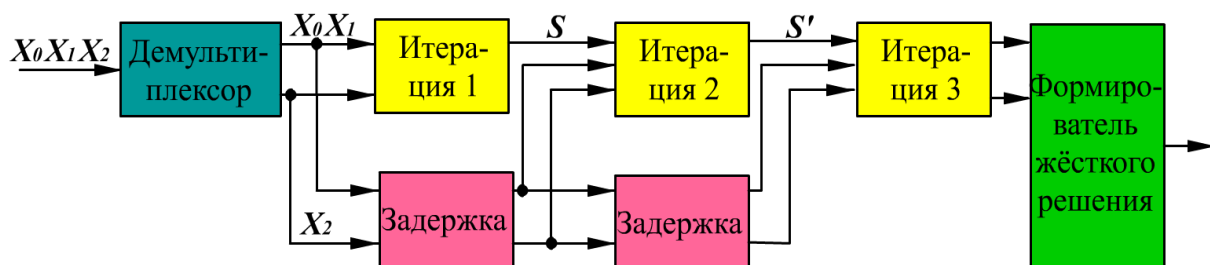 X₀X₁X₂
Демульти-
плексор
X₀X₁
X₂
Итера-
ция 1
S
Итера-
ция 2
S'
Итера-
ция 3
Задержка
Задержка
Формиро-
ватель
жёсткого
решения